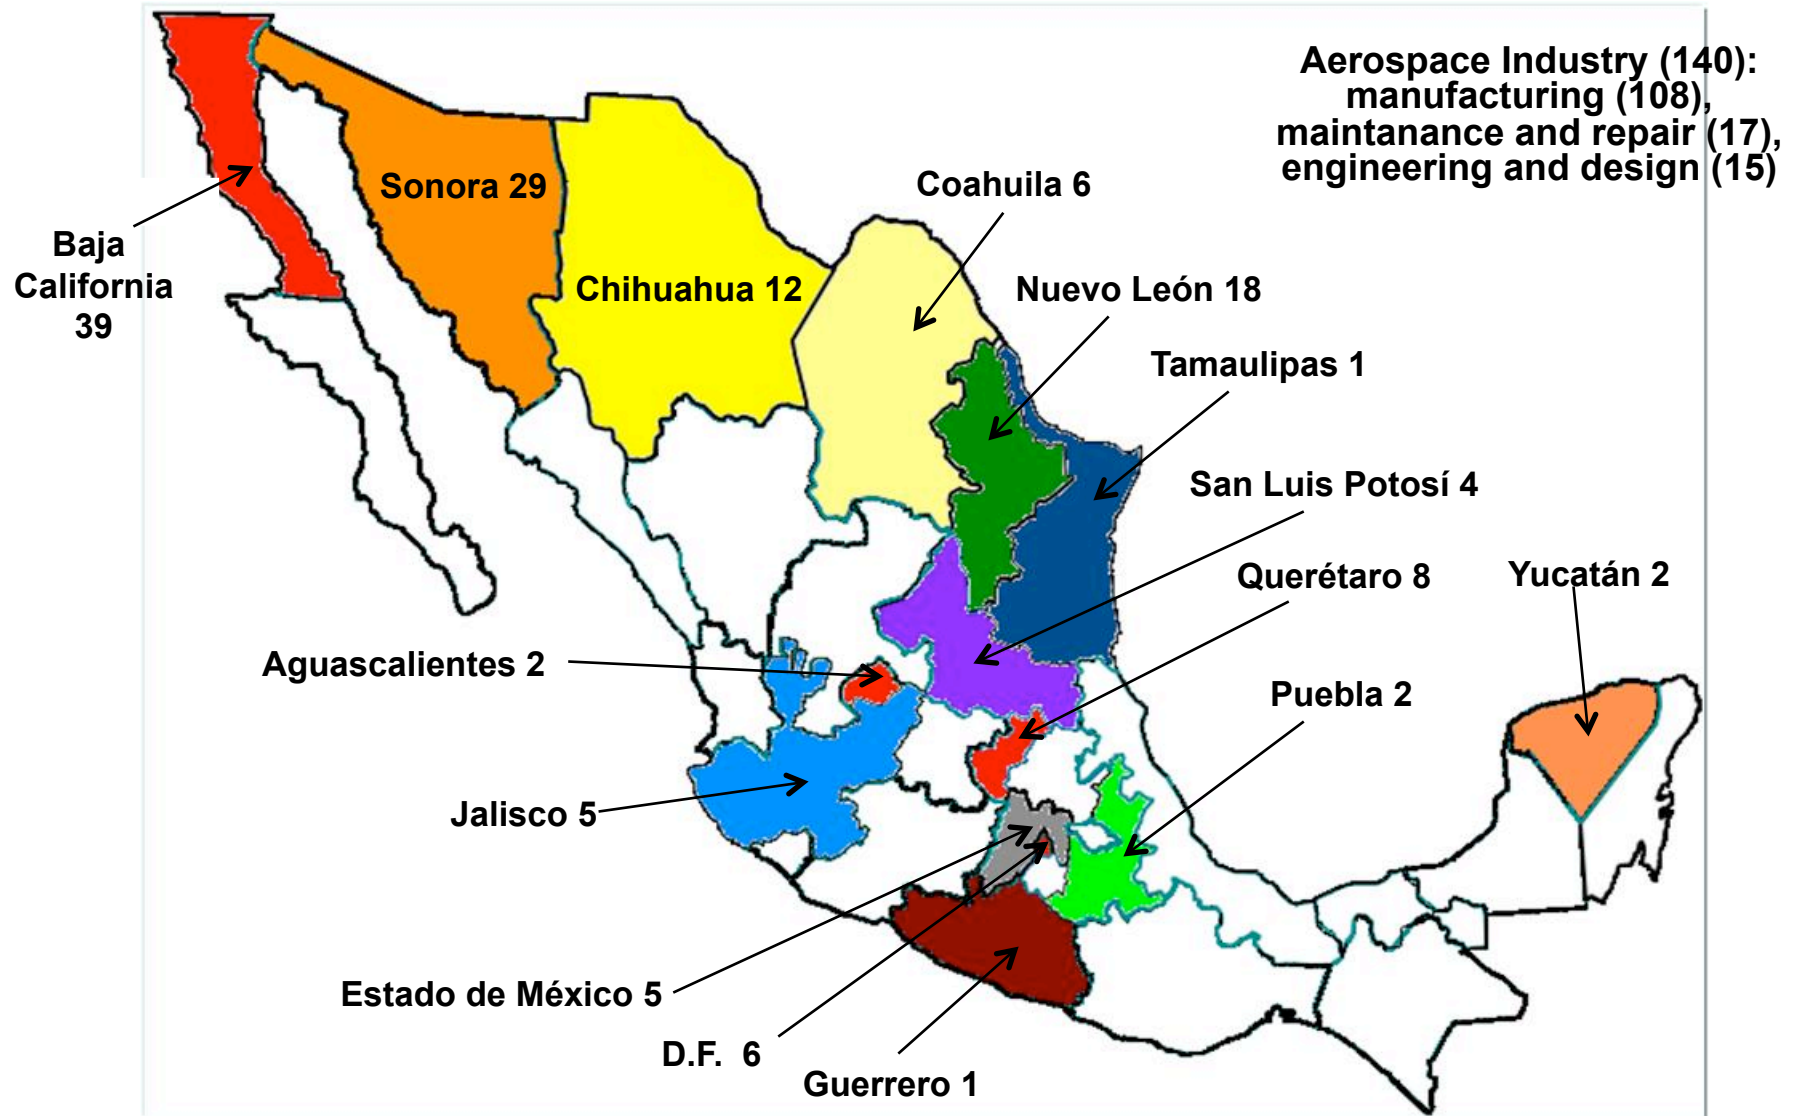 Aerospace Industry (140):
manufacturing (108),
maintanance and repair (17),
engineering and design (15)
Coahuila 6
Sonora 29
Baja
California
39
Chihuahua 12
Nuevo León 18
Tamaulipas 1
San Luis Potosí 4
Querétaro 8
Yucatán 2
Aguascalientes 2
Puebla 2
Jalisco 5
Estado de México 5
D.F. 6
Guerrero 1